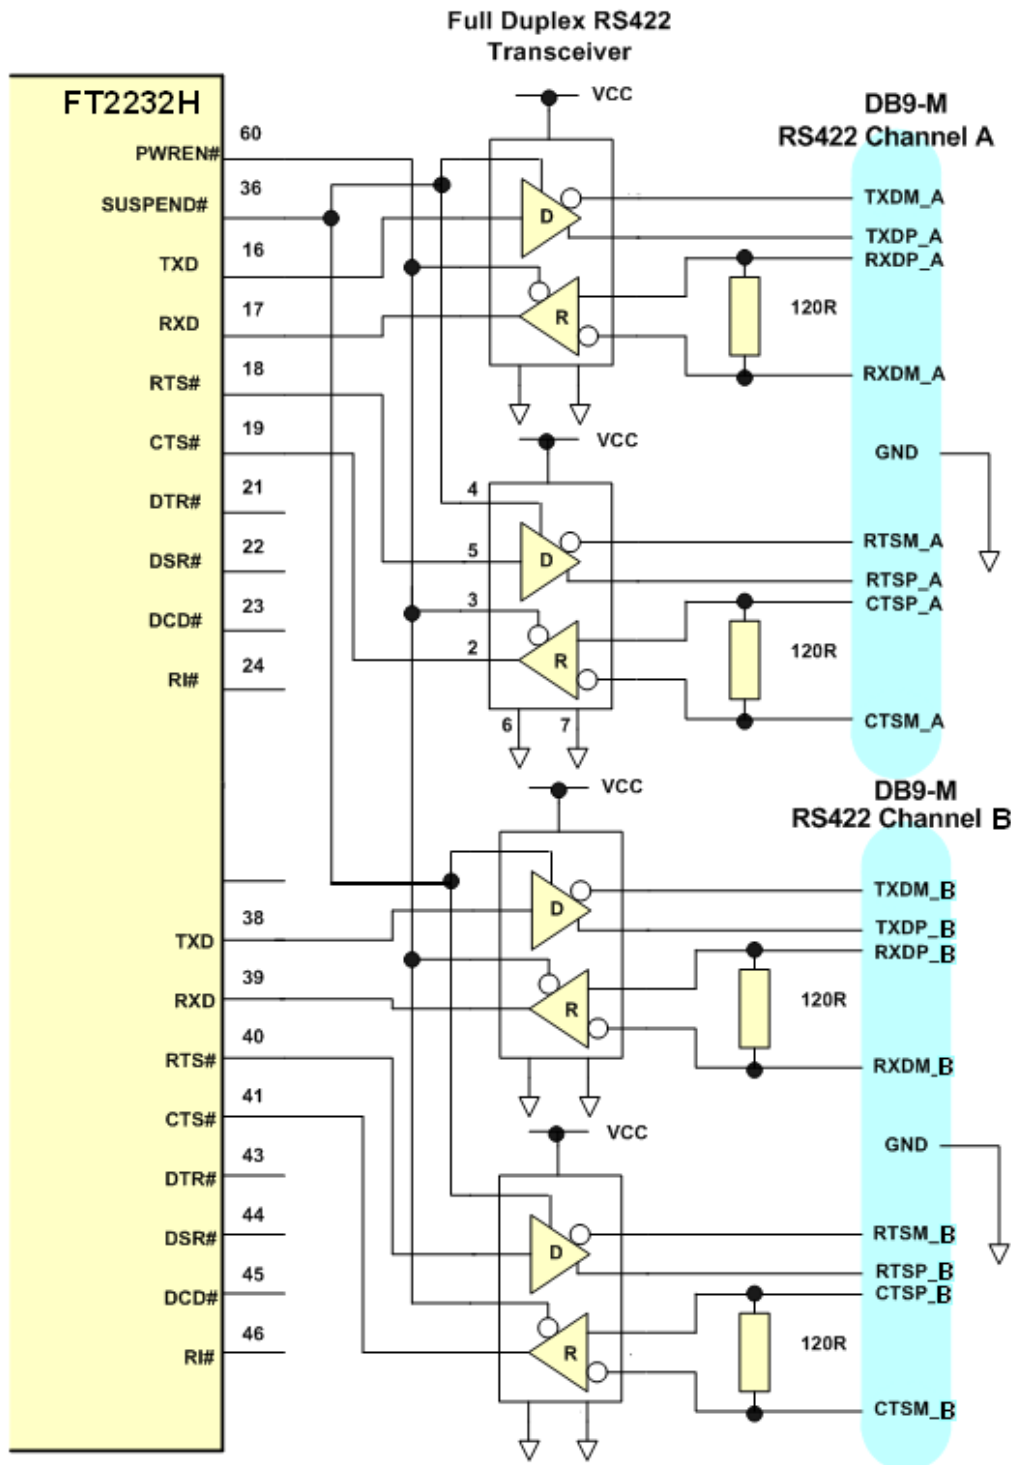 Full Duplex RS422
Transceiver
FT2232H
VCC
DB9-M
RS422 Channel A
60
PWREN#
36
SUSPEND#
TXDM_A
D
TXDP_A
16
TXD
RXDP_A
17
RXD
R
120R
18
RTS#
RXDM_A
19
CTS#
VCC
GND
21
DTR#
4
22
DSR#
5
D
RTSM_A
RTSP_A
23
DCD#
3
CTSP_A
24
RI#
2
R
120R
6
7
CTSM_A
VCC
DB9-M
RS422 Channel B
TXDM_B
38
TXD
D
TXDP_B
RXDP_B
39
RXD
R
120R
40
RTS#
RXDM_B
41
CTS#
VCC
GND
43
DTR#
44
DSR#
D
RTSM_B
RTSP_B
45
DCD#
CTSP_B
46
RI#
R
120R
CTSM_B